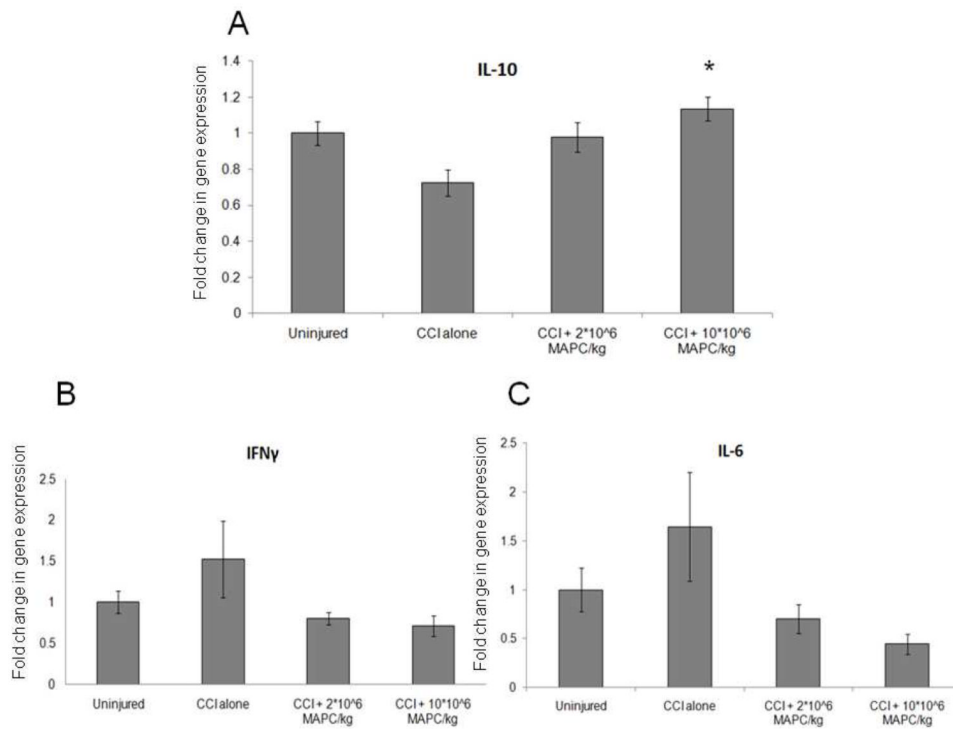 A
IL-10
*
Fold change in gene expression
1.4
1.2
1
0.8
0.6
0.4
0.2
0
Uninjured
CCI alone
CCI + 2*10^6
MAPC/kg
CCI + 10*10^6
MAPC/kg
B
IFNγ
Fold change in gene expression
2.5
2
1.5
1
0.5
0
Uninjured
CCI alone
CCI + 2*10^6
MAPC/kg
CCI + 10*10^6
MAPC/kg
C
IL-6
Fold change in gene expression
2.5
2
1.5
1
0.5
0
Uninjured
CCI alone
CCI + 2*10^6
MAPC/kg
CCI + 10*10^6
MAPC/kg